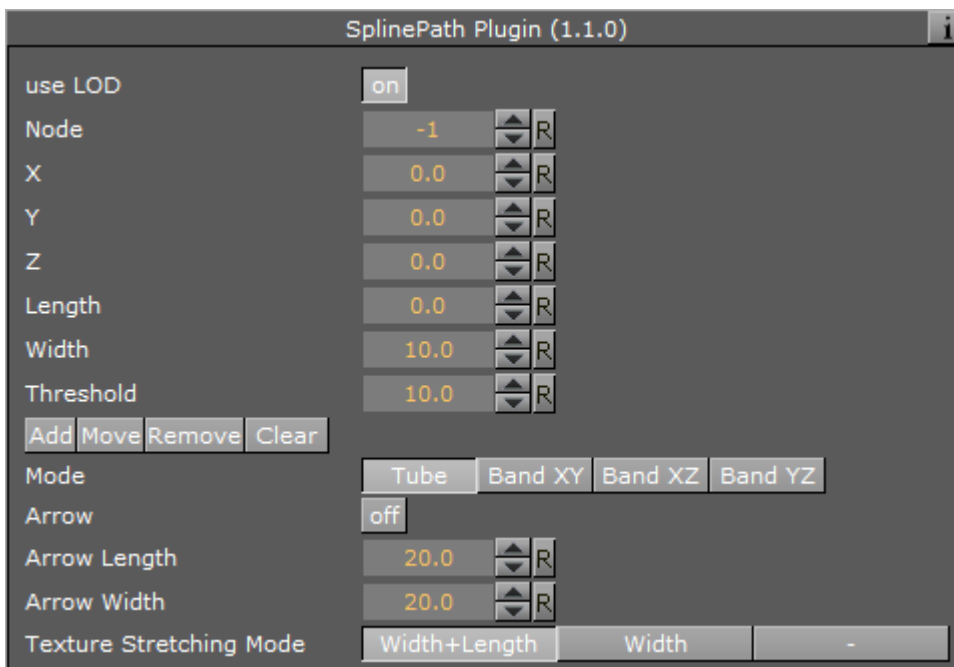 SplinePath Plugin (1.1.0) i
use LOD on
Node -1 R
X 0.0 R
Y 0.0 R
Z 0.0 R
Length 0.0 R
Width 10.0 R
Threshold 10.0 R
Add Move Remove Clear
Mode Tube Band XY Band XZ Band YZ
Arrow off
Arrow Length 20.0 R
Arrow Width 20.0 R
Texture Stretching Mode Width+Length Width -